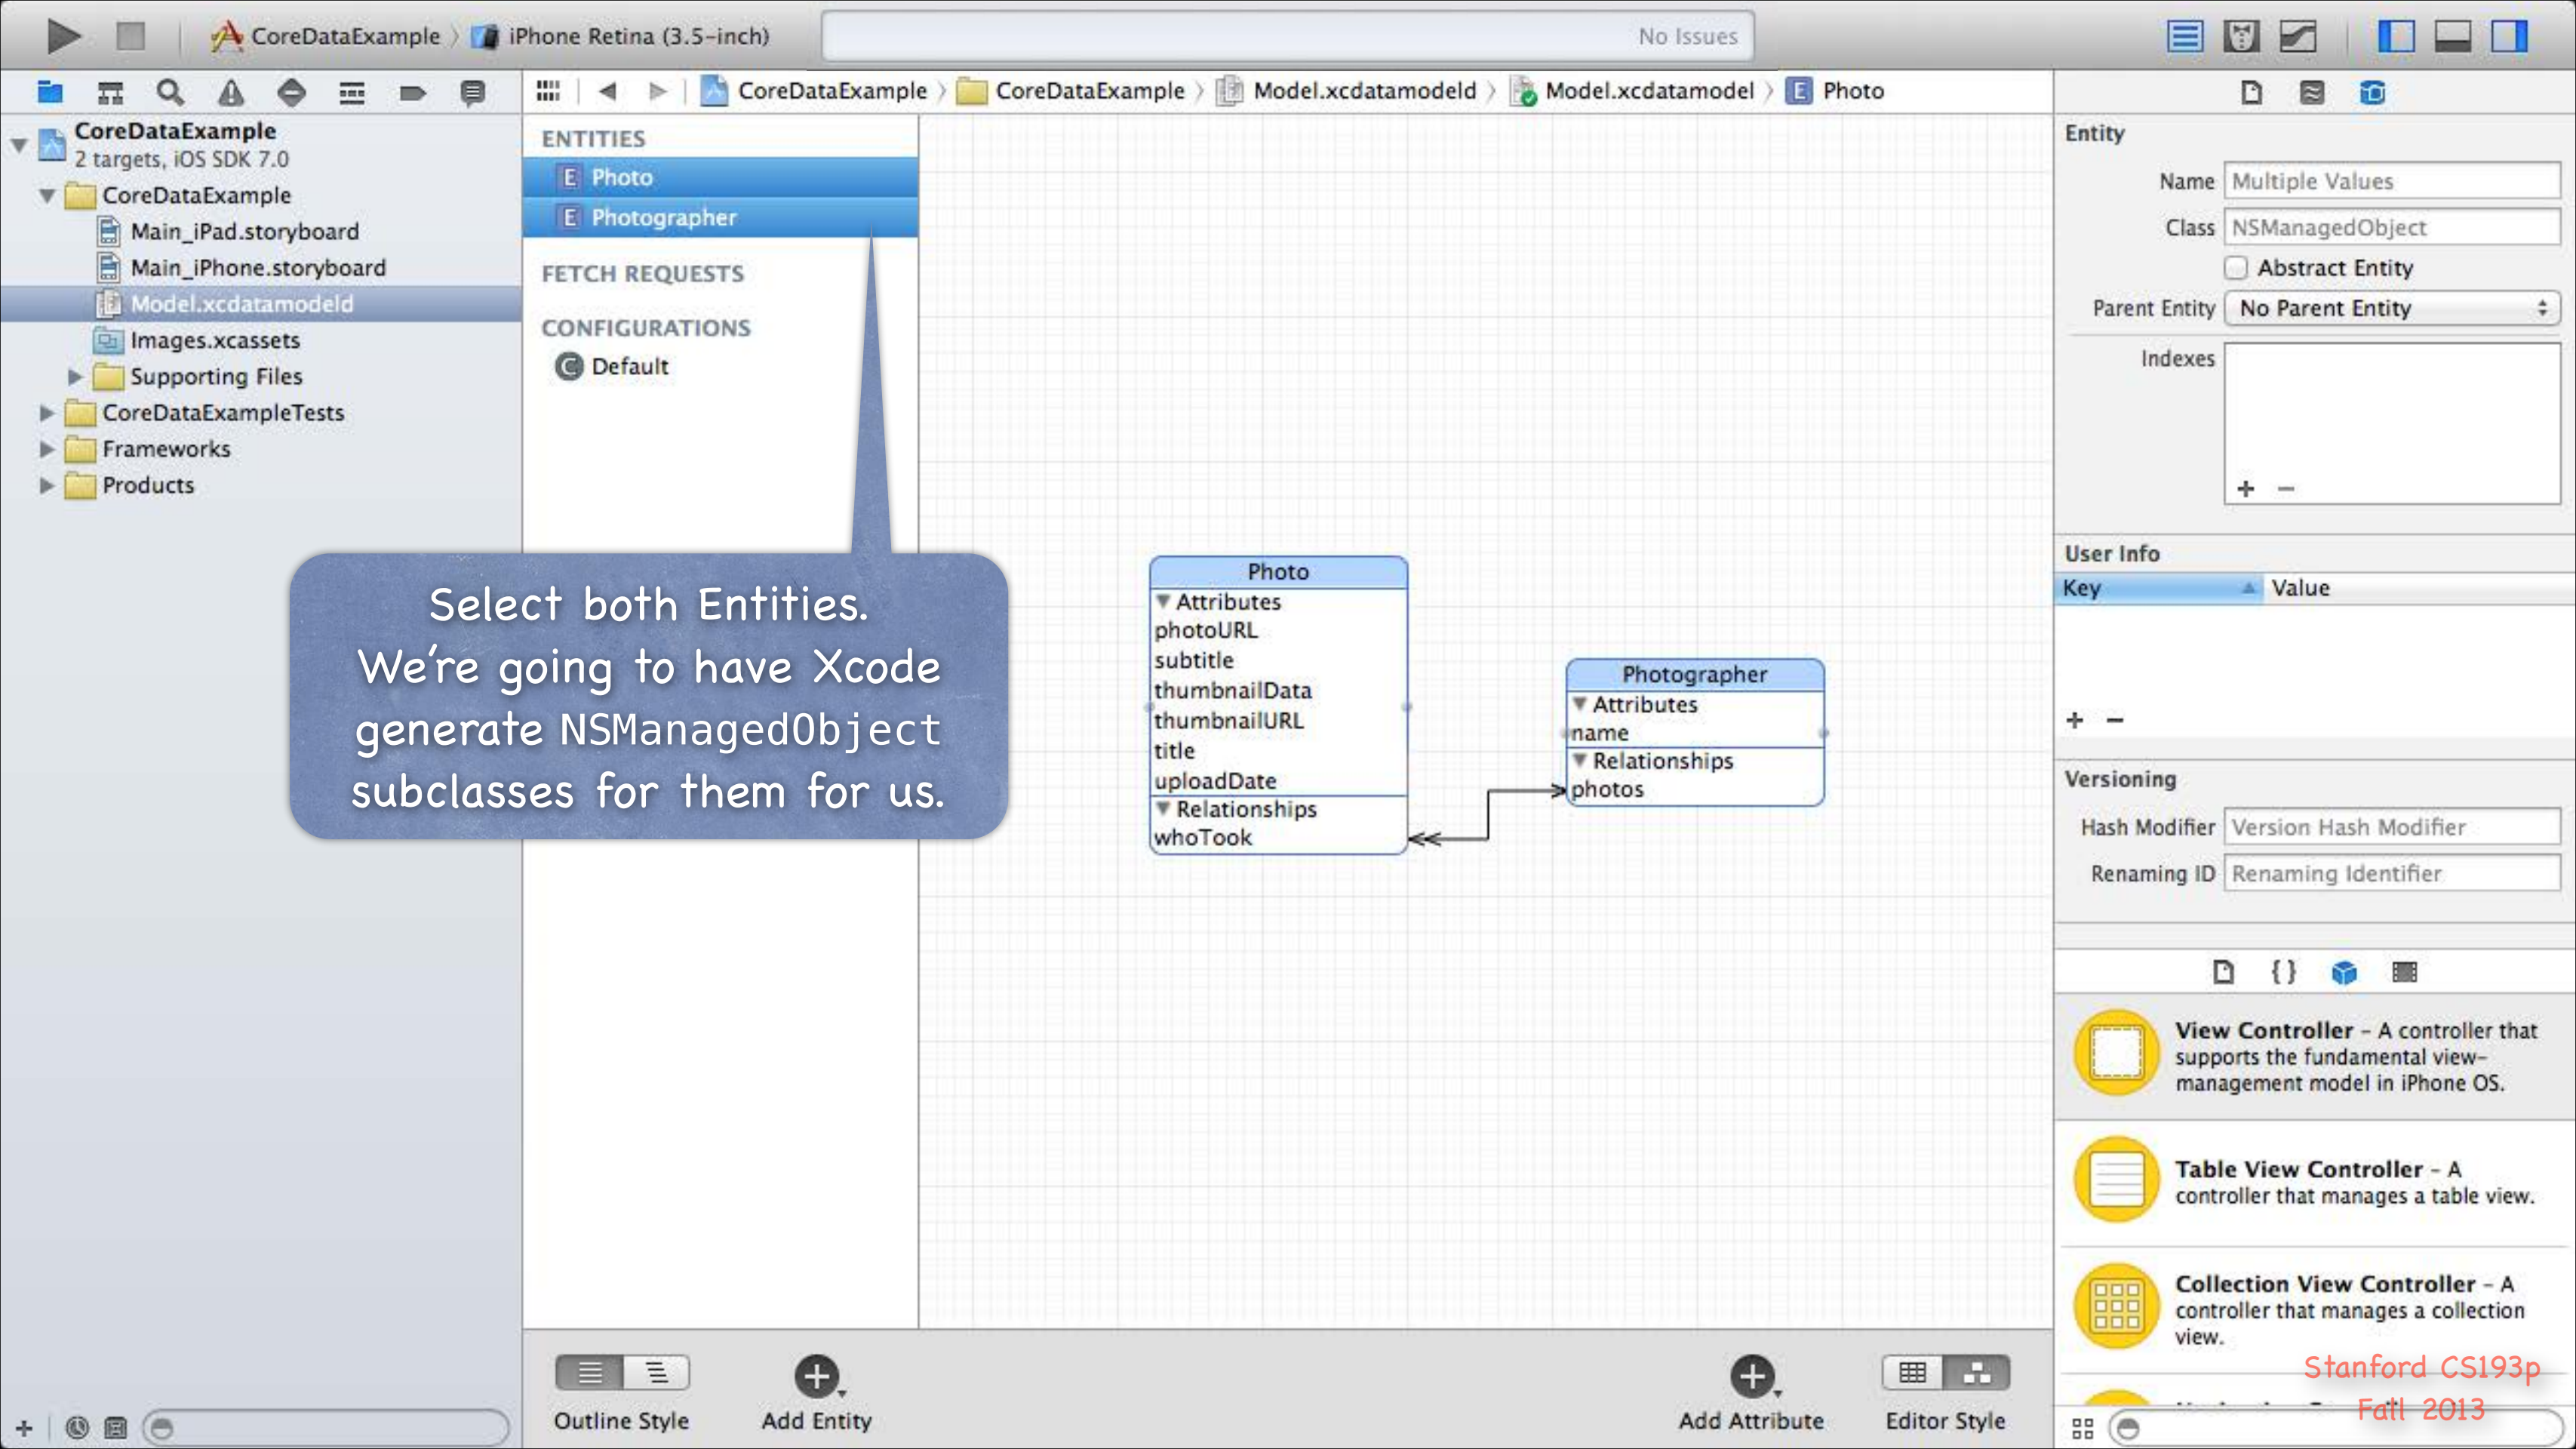 CoreDataExample
iPhone Retina (3.5-inch)
No Issues
CoreDataExample
CoreDataExample
Model.xcdatamodeld
Model.xcdatamodel
E Photo
CoreDataExample
2 targets, iOS SDK 7.0
CoreDataExample
Main_iPad.storyboard
Main_iPhone.storyboard
Model.xcdatamodeld
Images.xcassets
Supporting Files
CoreDataExampleTests
Frameworks
Products
ENTITIES
E Photo
E Photographer
FETCH REQUESTS
CONFIGURATIONS
C Default
Select both Entities.
We're going to have Xcode
generate NSManagedObject
subclasses for them for us.
Photo
Attributes
photoURL
subtitle
thumbnailData
thumbnailURL
title
uploadDate
Relationships
whoTook
Photographer
Attributes
name
Relationships
photos
Outline Style
Add Entity
Add Attribute
Editor Style
Entity
Name Multiple Values
Class NSManagedObject
Abstract Entity
Parent Entity No Parent Entity
Indexes
User Info
Key Value
Versioning
Hash Modifier Version Hash Modifier
Renaming ID Renaming Identifier
View Controller - A controller that
supports the fundamental view-
management model in iPhone OS.
Table View Controller - A
controller that manages a table view.
Collection View Controller - A
controller that manages a collection
view.
Stanford CS193p
Fall 2013